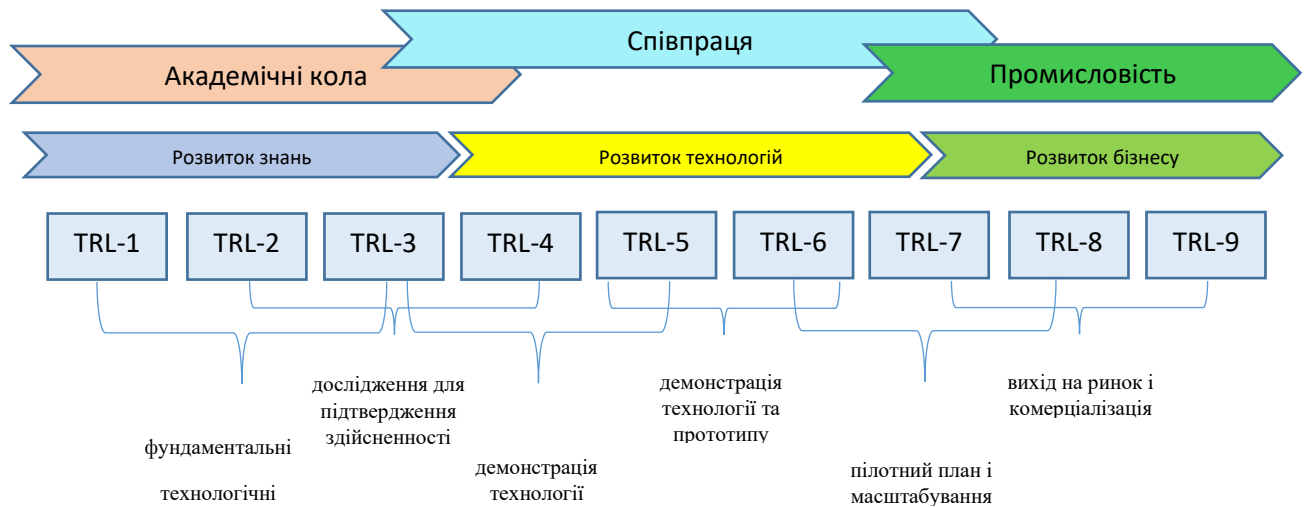 Співпраця
Академічні кола
Промисловість
Розвиток знань
Розвиток технологій
Розвиток бізнесу
TRL-1
TRL-2
TRL-3
TRL-4
TRL-5
TRL-6
TRL-7
TRL-8
TRL-9
фундаментальні
технологічні
дослідження для
підтвердження
здійсненності
демонстрація
технології
демонстрація
технології та
прототипу
пілотний план і
масштабування
вихід на ринок і
комерціалізація